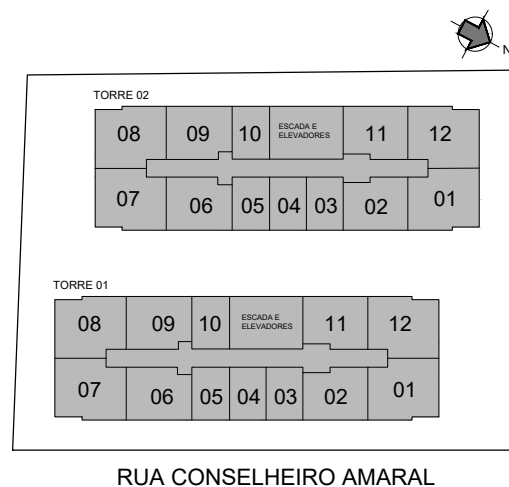 N
TORRE 02
08 09 10 ESCADA E
ELEVADORES 11 12
07 06 05 04 03 02 01
TORRE 01
08 09 10 ESCADA E
ELEVADORES 11 12
07 06 05 04 03 02 01
RUA CONSELHEIRO AMARAL